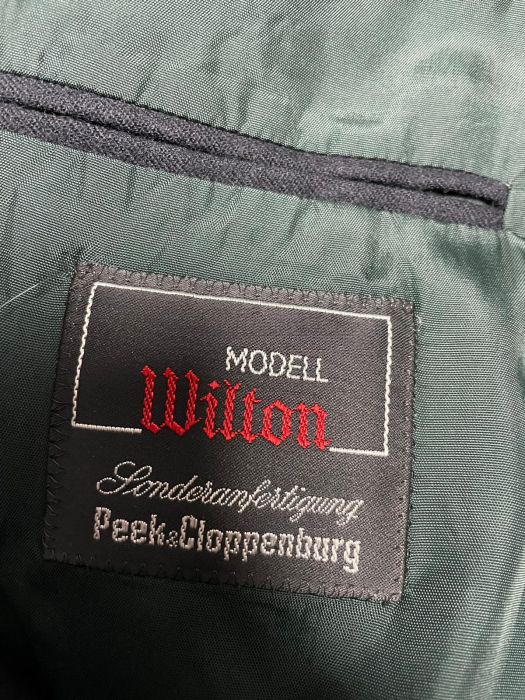 MODELL
Wilton
Sonderanfertigung
Peek&Cloppenburg